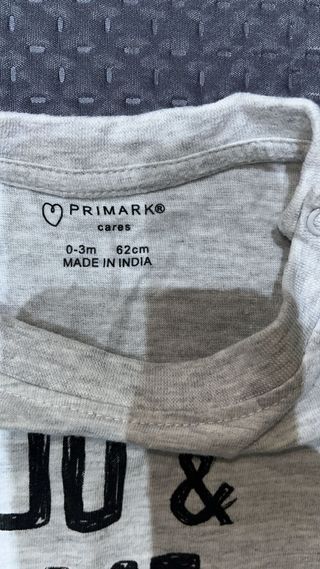 PRIMARK®
cares
0-3m 62cm
MADE IN INDIA
&